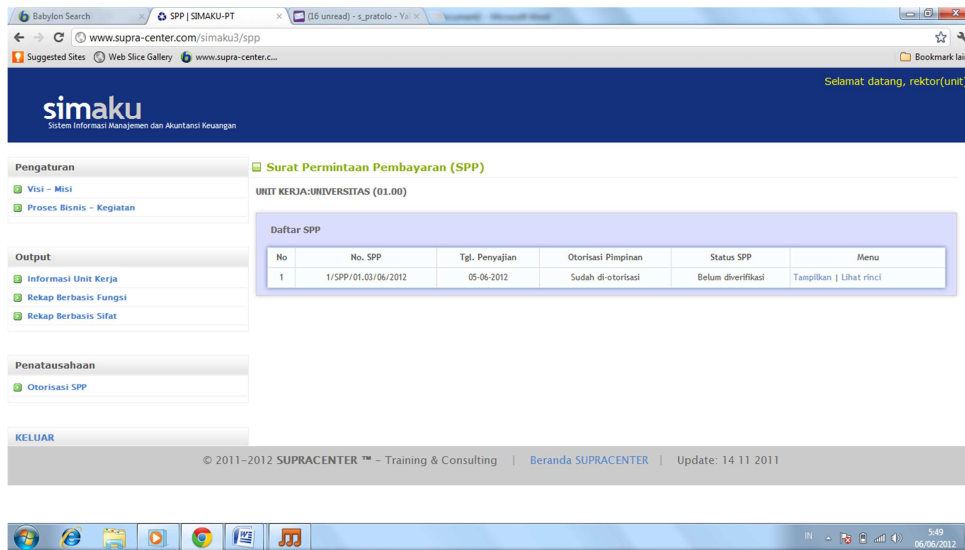 Babylon Search
SPP | SIMAKU-PT
(16 unread) - s_pratolo - Ya
www.supra-center.com/simaku3/spp
Suggested Sites Web Slice Gallery www.supra-center.c... Bookmark lai
Selamat datang, rektor(unit)
simaku
Sistem Informasi Manajemen dan Akuntansi Keuangan
Pengaturan
Visi - Misi
Proses Bisnis - Kegiatan
Output
Informasi Unit Kerja
Rekap Berbasis Fungsi
Rekap Berbasis Sifat
Penatausahaan
Otorisasi SPP
KELUAR
Surat Permintaan Pembayaran (SPP)
UNIT KERJA:UNIVERSITAS (01.00)
Daftar SPP
No No. SPP Tgl. Penyajian Otorisasi Pimpinan Status SPP Menu
1 1/SPP/01.03/06/2012 05-06-2012 Sudah di-otorisasi Belum diverifikasi Tampilkan | Lihat rinci
© 2011-2012 SUPRACENTER ™ - Training & Consulting | Beranda SUPRACENTER | Update: 14 11 2011
IN
5:49
06/06/2012